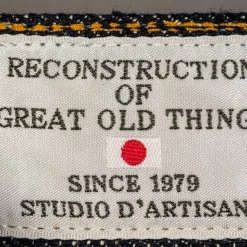 RECONSTRUCTION
OF
GREAT OLD THING
SINCE 1979
STUDIO D'ARTISAN